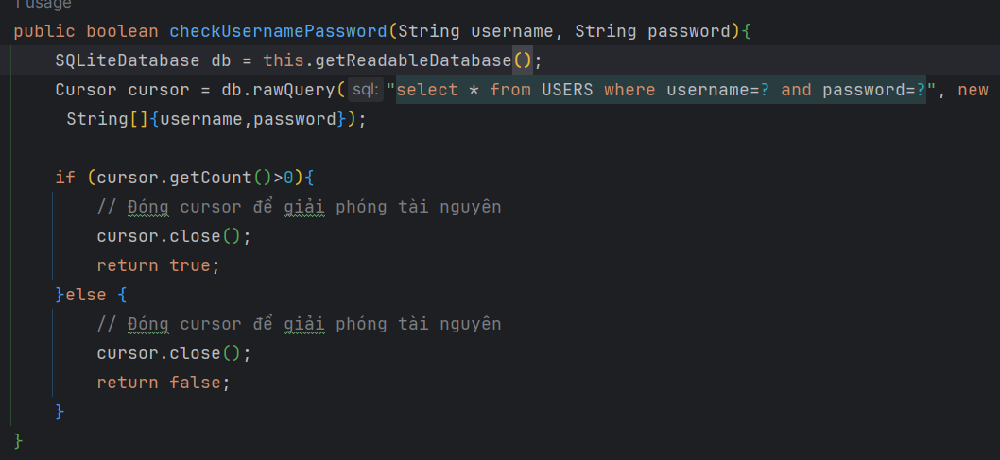 1 usage
public boolean checkUsernamePassword(String username, String password){
SQLiteDatabase db = this.getReadableDatabase();
Cursor cursor = db.rawQuery( sql: "select * from USERS where username=? and password=?", new
String[]{username,password});
if (cursor.getCount()>0){
// Đóng cursor để giải phóng tài nguyên
cursor.close();
return true;
}else {
// Đóng cursor để giải phóng tài nguyên
cursor.close();
return false;
}
}